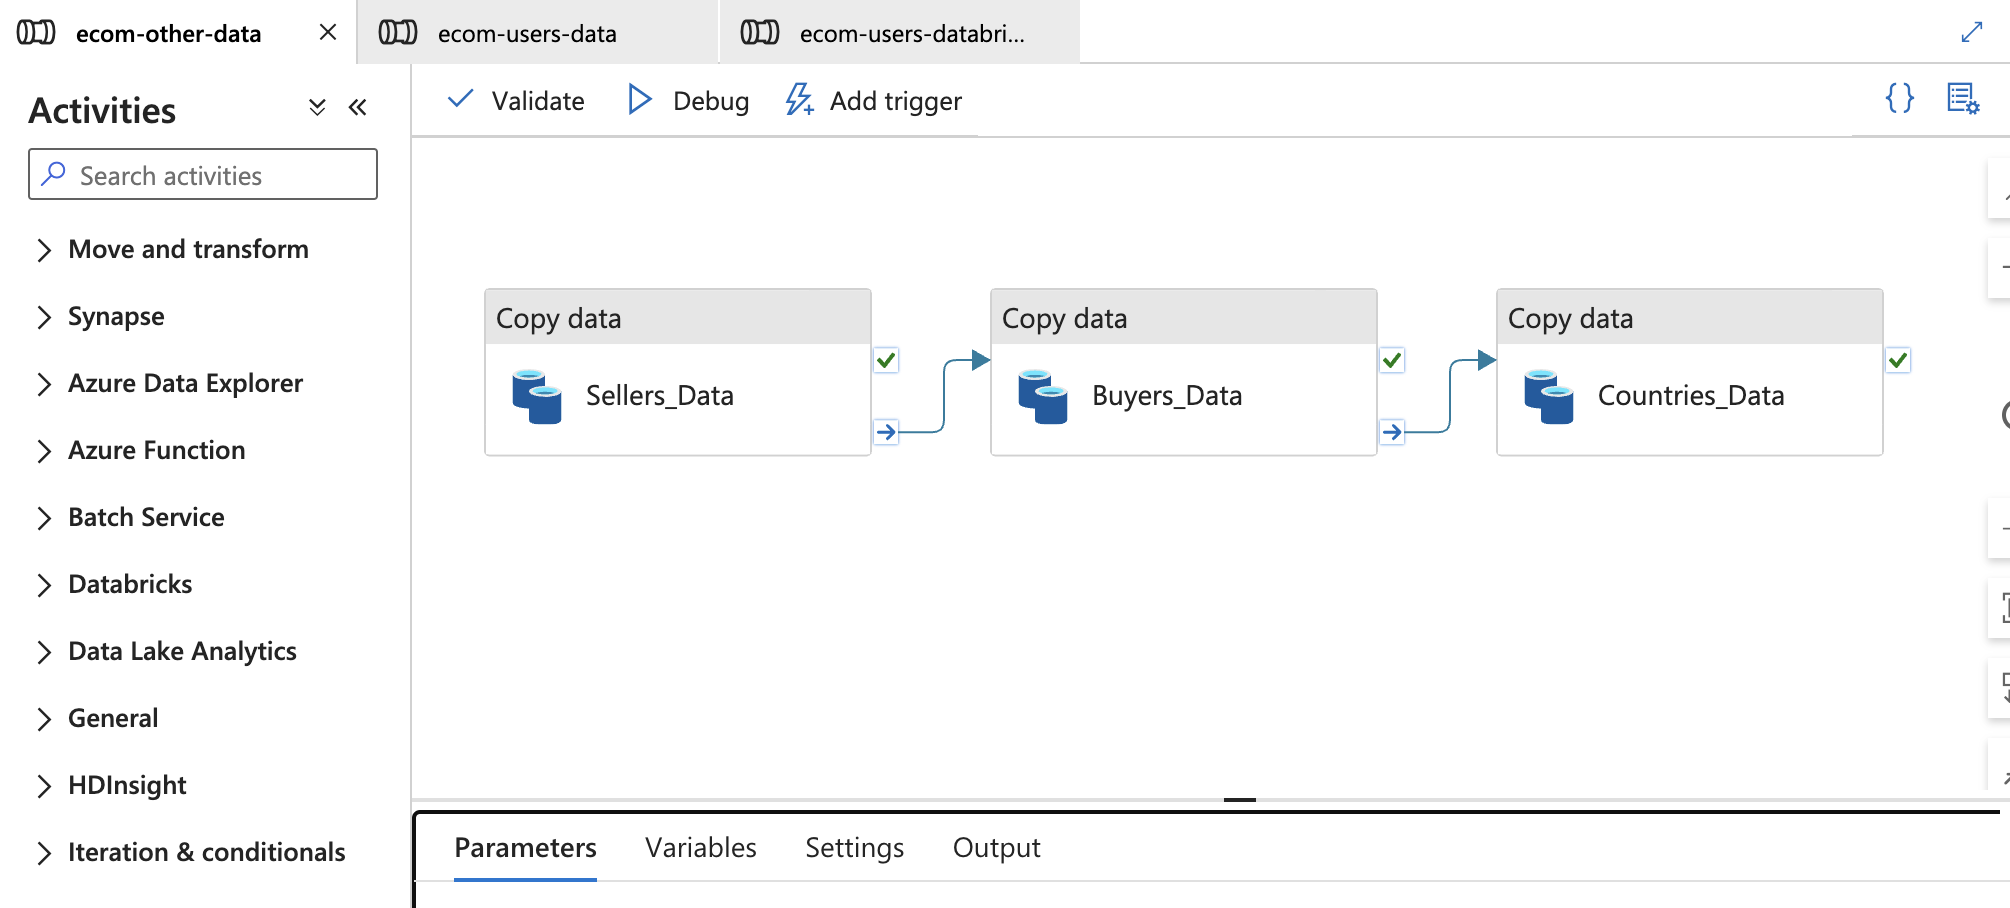 ecom-other-data
ecom-users-data
ecom-users-databri...
Activities
Validate
Debug
Add trigger
Search activities
Move and transform
Synapse
Azure Data Explorer
Azure Function
Batch Service
Databricks
Data Lake Analytics
General
HDInsight
Iteration & conditionals
Copy data
Sellers_Data
Copy data
Buyers_Data
Copy data
Countries_Data
Parameters
Variables
Settings
Output